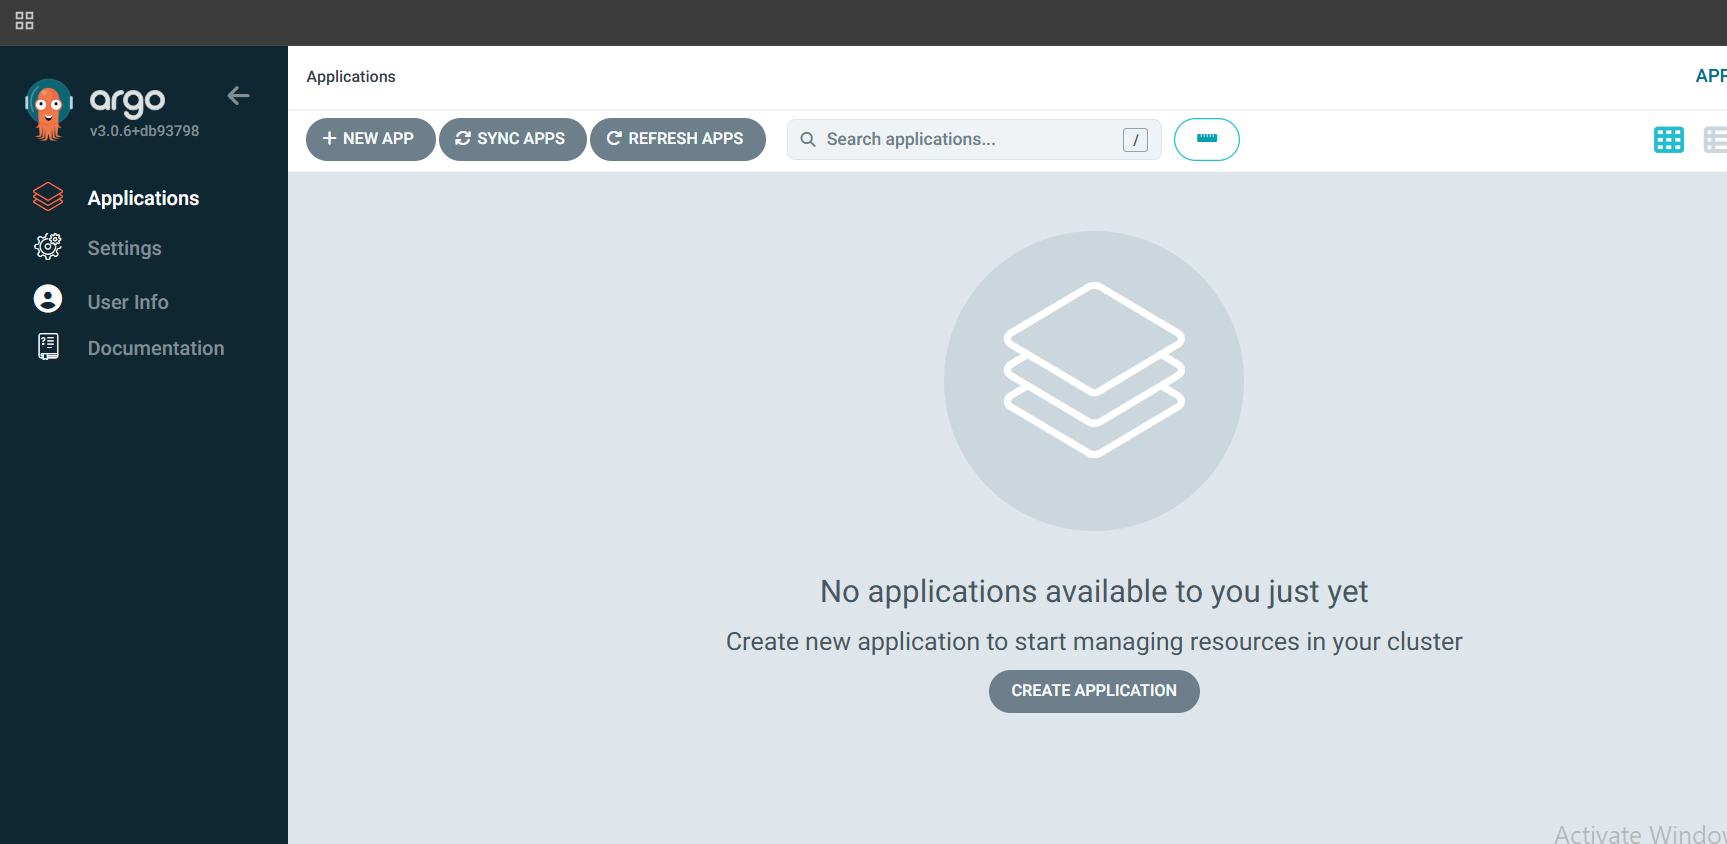 argo
v3.0.6+db93798
Applications
Settings
User Info
Documentation
Applications
NEW APP
SYNC APPS
REFRESH APPS
Search applications...
/
No applications available to you just yet
Create new application to start managing resources in your cluster
CREATE APPLICATION
Activate